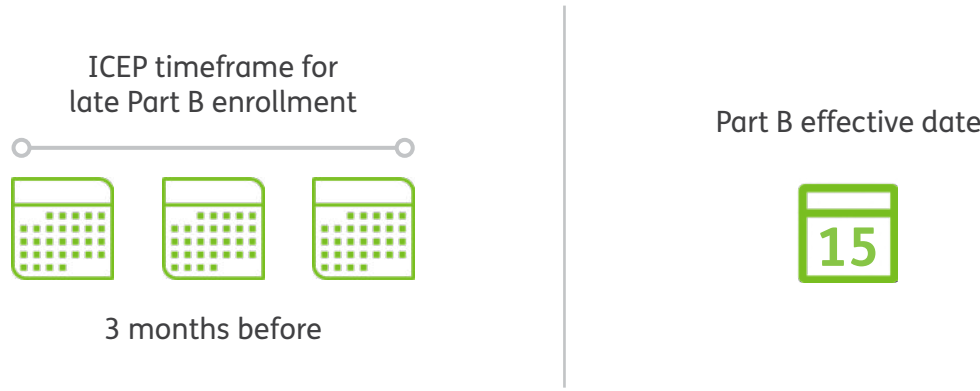 ICEP timeframe for
late Part B enrollment
3 months before
Part B effective date
15